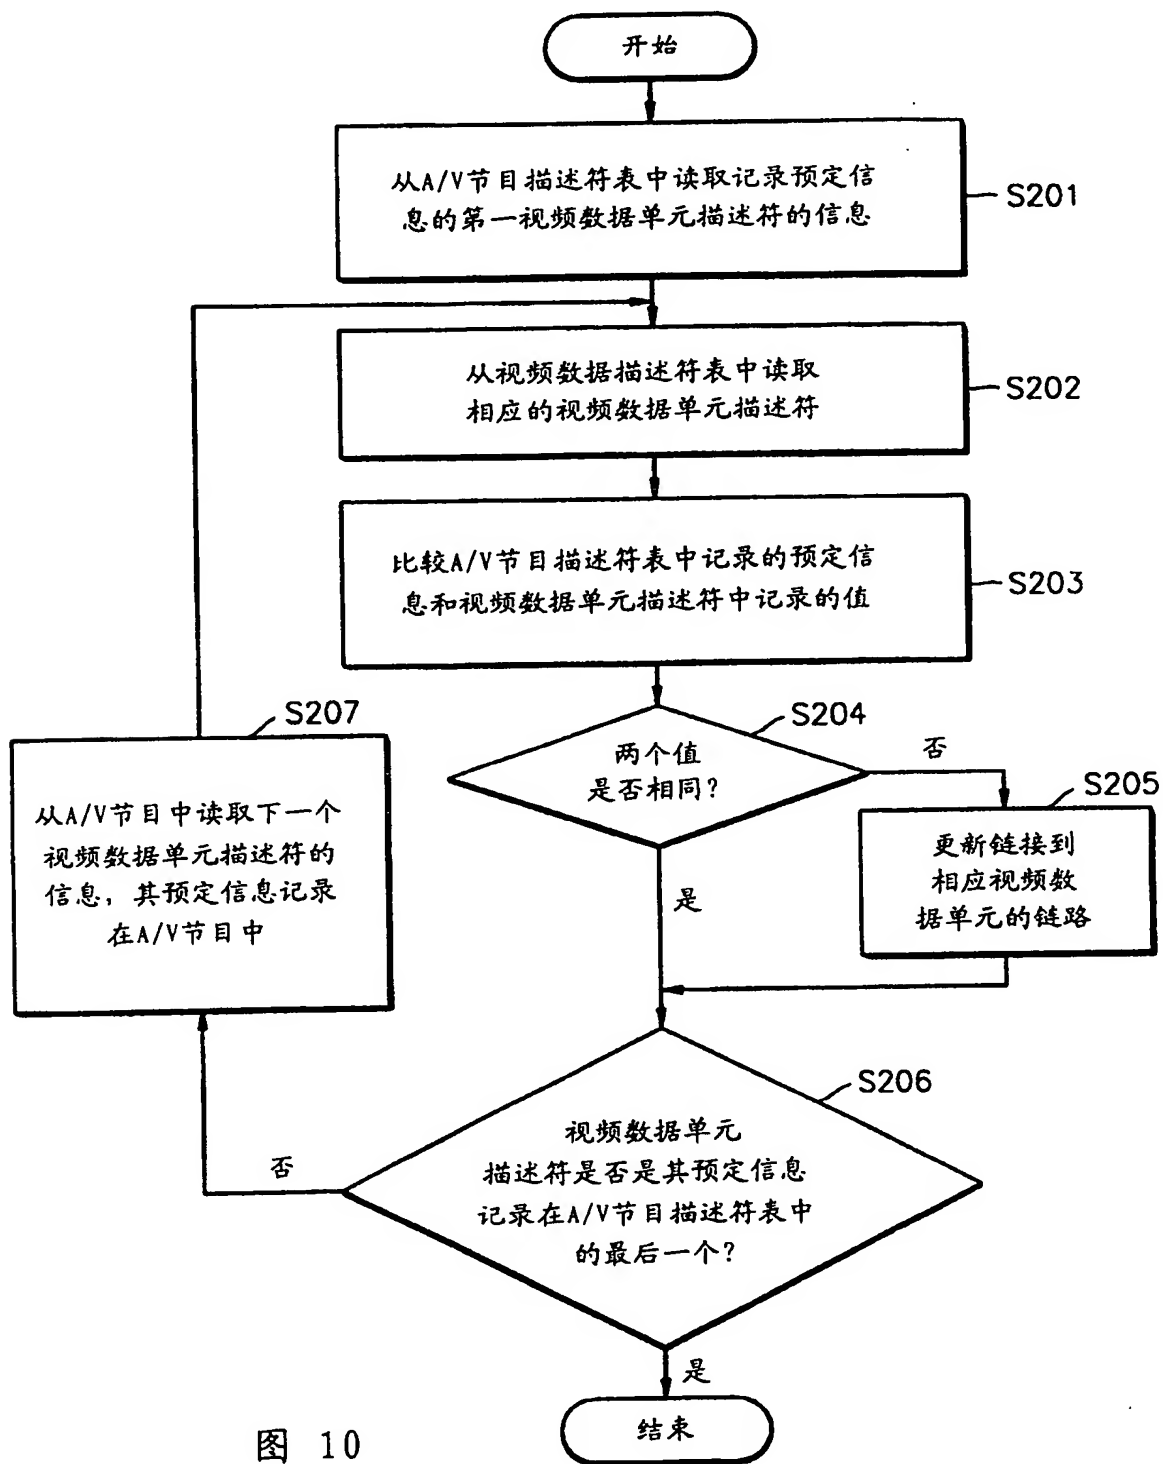 开始
从A/V节目描述符表中读取记录预定信
息的第一视频数据单元描述符的信息
S201
从视频数据描述符表中读取
相应的视频数据单元描述符
S202
比较A/V节目描述符表中记录的预定信
息和视频数据单元描述符中记录的值
S203
S204
两个值
是否相同?
否
是
S205
更新链接到
相应视频数
据单元的链路
S207
从A/V节目中读取下一个
视频数据单元描述符的
信息，其预定信息记录
在A/V节目中
S206
视频数据单元
描述符是否是其预定信息
记录在A/V节目描述符表中
的最后一个?
否
是
结束
图 10